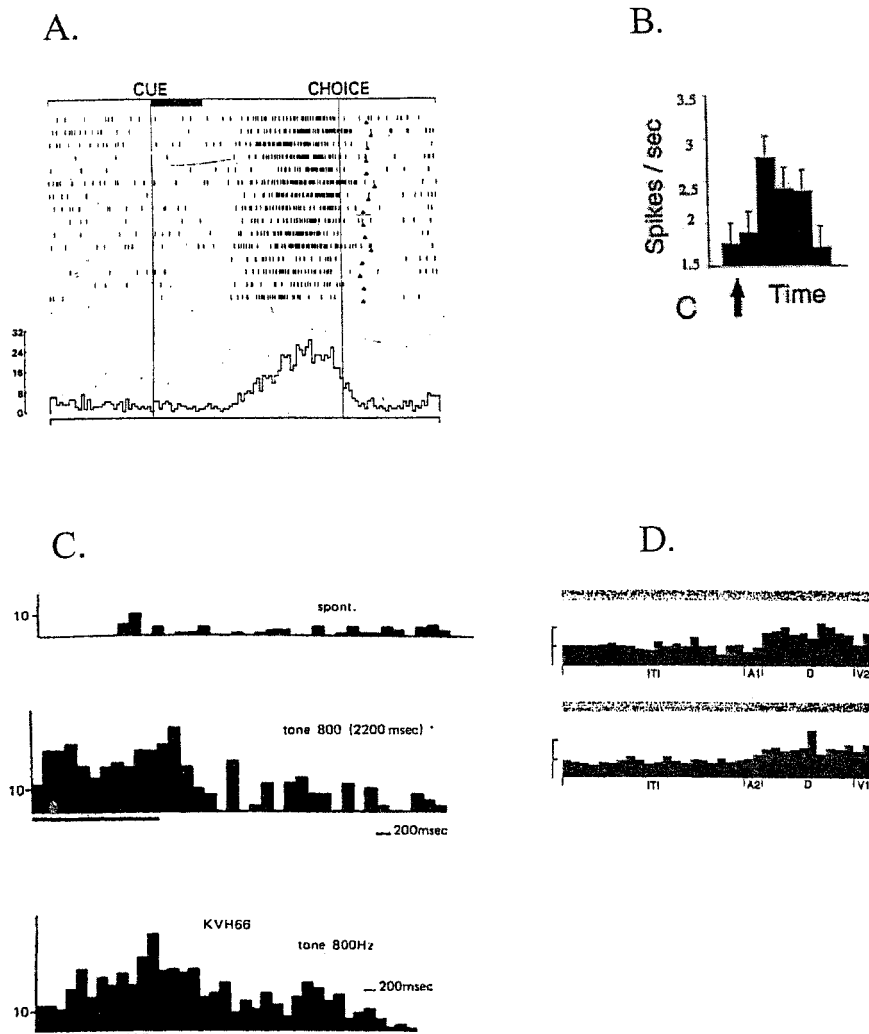 A.
CUE CHOICE
32
24
16
8
0
B.
3.5
3
2.5
2
1.5
Spikes / sec
C Time
C.
10
spont.
10
tone 800 (2200 msec)
200msec
KVH66
tone 800Hz
200msec
10
D.
ITI A1 D V2
ITI A2 D V1